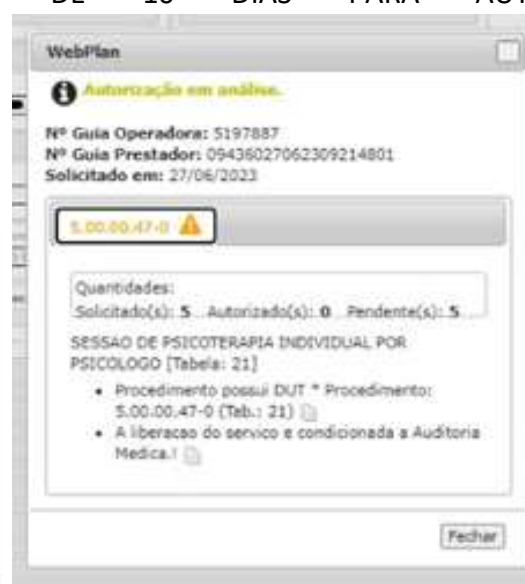 DE 10 DIAS PARA
WebPlan
Autorização em análise.
Nº Guia Operadora: 5197887
Nº Guia Prestador: 09436027062309214801
Solicitado em: 27/06/2023
5.00.00.47-0
Quantidades:
Solicitado(s): 5 Autorizado(s): 0 Pendente(s): 5
SESSAO DE PSICOTERAPIA INDIVIDUAL POR
PSICOLOGO [Tabela: 21]
• Procedimento possui DUT * Procedimento:
5.00.00.47-0 (Teb.: 21)
• A liberacao do servico e condicionada a Auditoria
Medica.!
Fechar